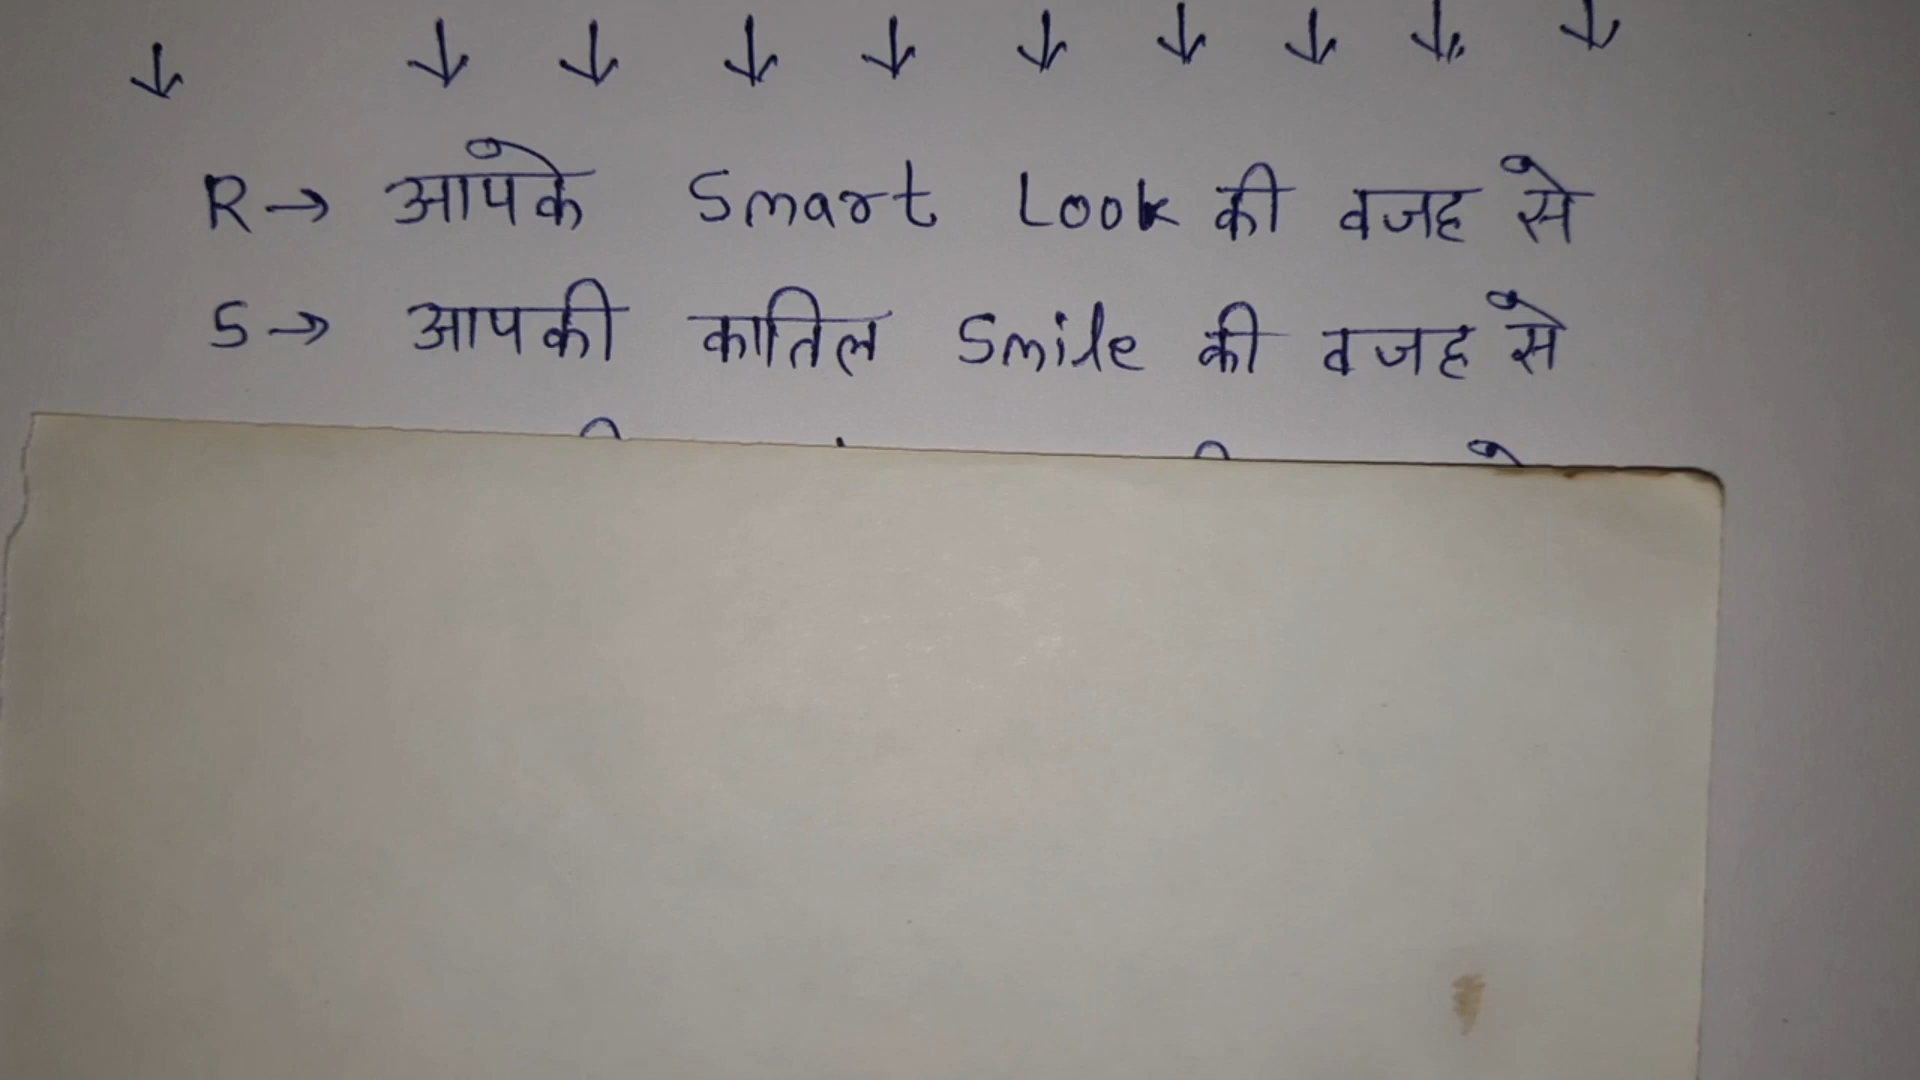 ↓ ↓ ↓ ↓ ↓ ↓ ↓ ↓ ↓ ↓
R → आपके Smart Look की वजह से
S → आपकी कातिल Smile की वजह से